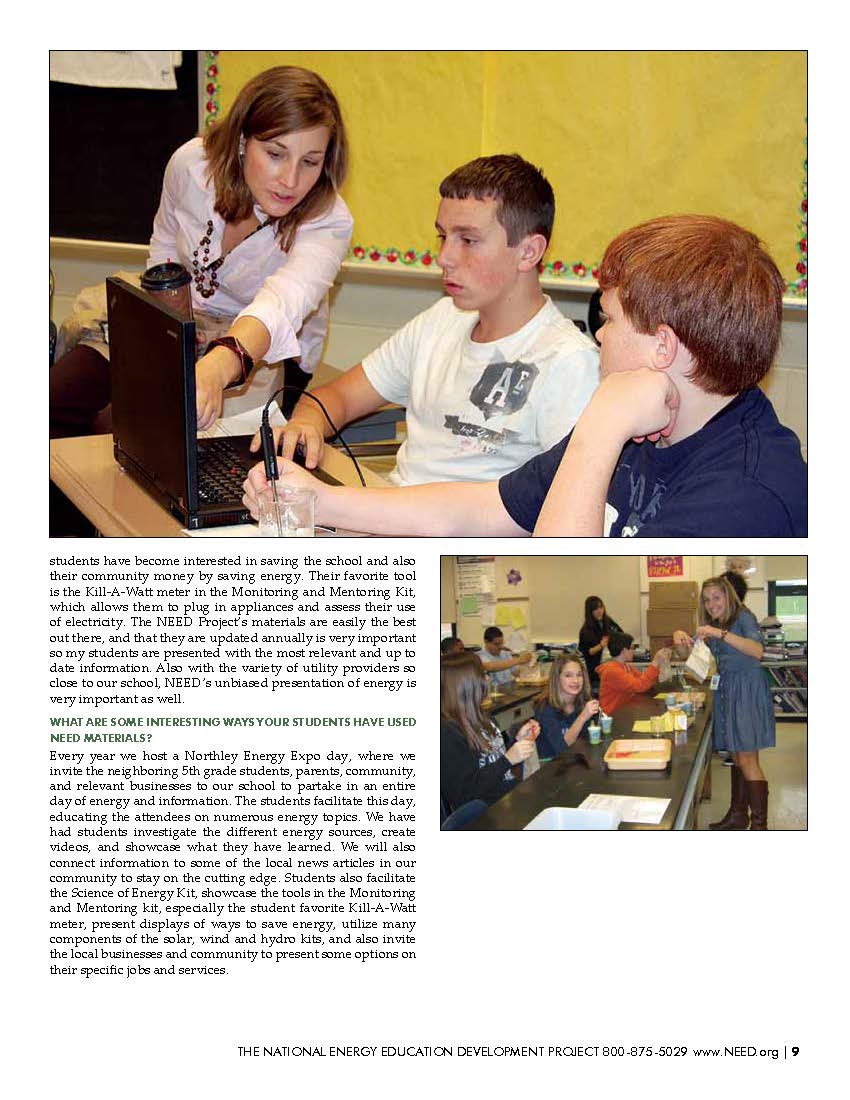 students have become interested in saving the school and also
their community money by saving energy. Their favorite tool
is the Kill-A-Watt meter in the Monitoring and Mentoring Kit,
which allows them to plug in appliances and assess their use
of electricity. The NEED Project's materials are easily the best
out there, and that they are updated annually is very important
so my students are presented with the most relevant and up to
date information. Also with the variety of utility providers so
close to our school, NEED's unbiased presentation of energy is
very important as well.
WHAT ARE SOME INTERESTING WAYS YOUR STUDENTS HAVE USED
NEED MATERIALS?
Every year we host a Northley Energy Expo day, where we
invite the neighboring 5th grade students, parents, community,
and relevant businesses to our school to partake in an entire
day of energy and information. The students facilitate this day,
educating the attendees on numerous energy topics. We have
had students investigate the different energy sources, create
videos, and showcase what they have learned. We will also
connect information to some of the local news articles in our
community to stay on the cutting edge. Students also facilitate
the Science of Energy Kit, showcase the tools in the Monitoring
and Mentoring kit, especially the student favorite Kill-A-Watt
meter, present displays of ways to save energy, utilize many
components of the solar, wind and hydro kits, and also invite
the local businesses and community to present some options on
their specific jobs and services.
THE NATIONAL ENERGY EDUCATION DEVELOPMENT PROJECT 800-875-5029 www.NEED.org | 9